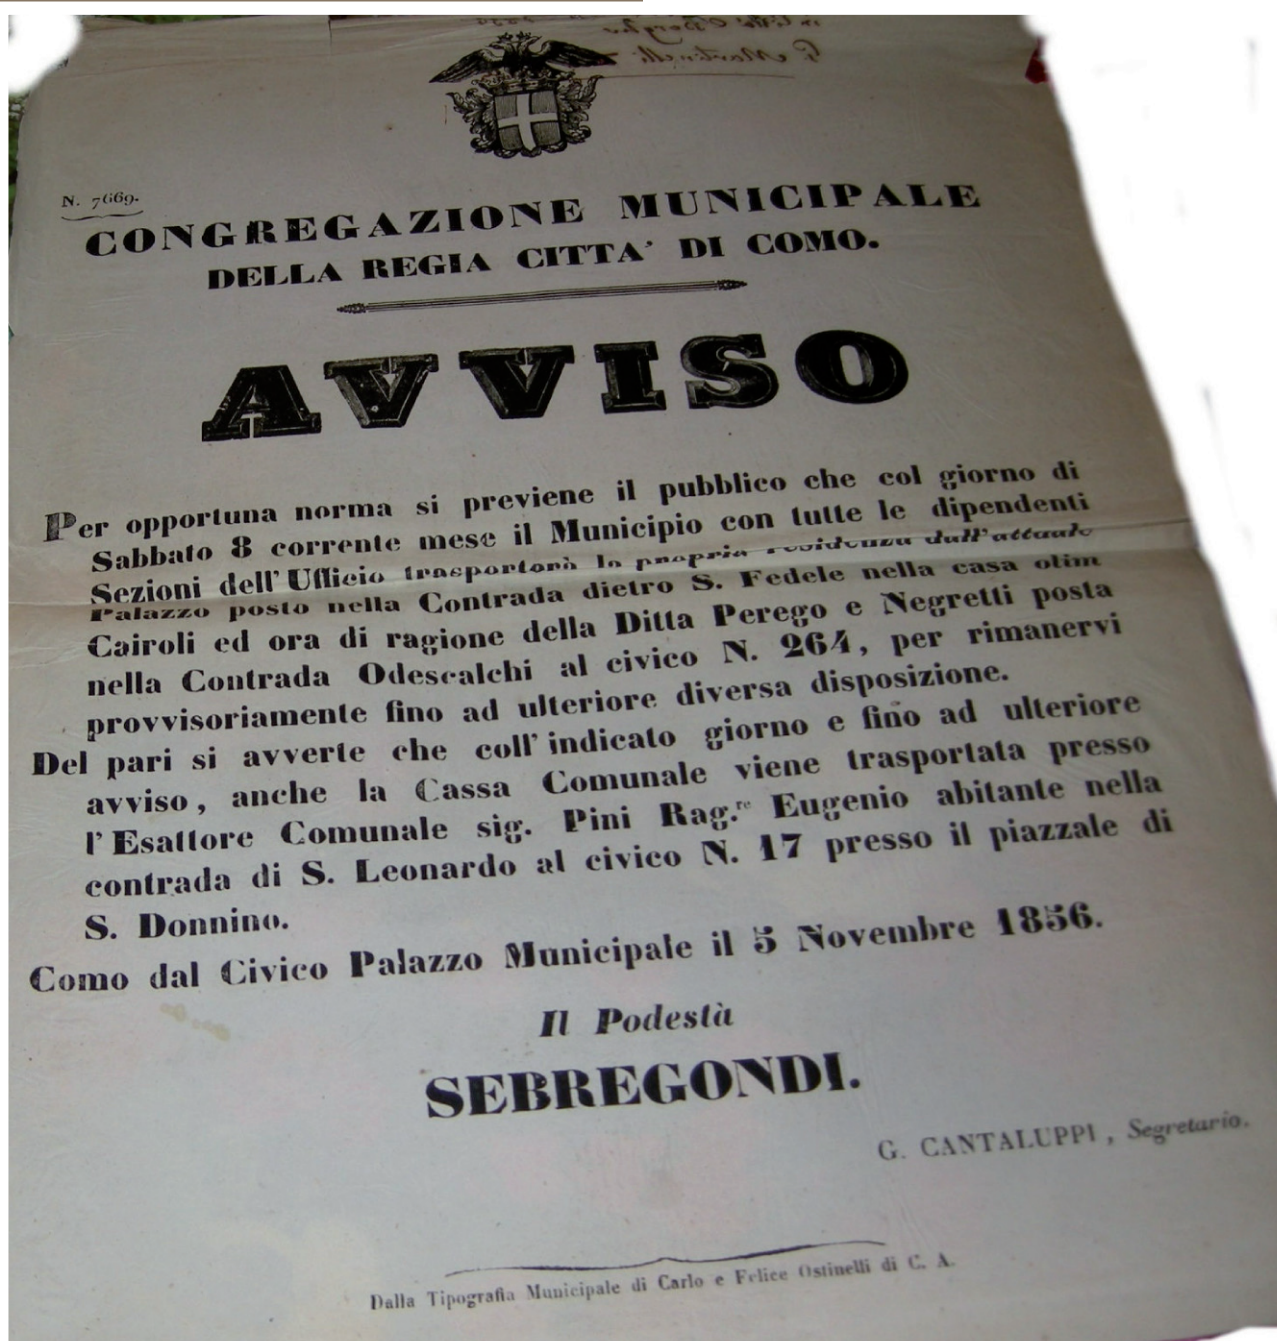 N. 7669.
CONGREGAZIONE MUNICIPALE
DELLA REGIA CITTA' DI COMO.
AVVISO
Per opportuna norma si previene il pubblico che col giorno di
Sabbato 8 corrente mese il Municipio con tutte le dipendenti
Sezioni dell'Ufficio trasporterà la propria residenza dall'attuale
Palazzo posto nella Contrada dietro S. Fedele nella casa olim
Cairoli ed ora di ragione della Ditta Perego e Negretti posta
nella Contrada Odescalchi al civico N. 264, per rimanervi
provvisoriamente fino ad ulteriore diversa disposizione.
Del pari si avverte che coll'indicato giorno e fino ad ulteriore
avviso, anche la Cassa Comunale viene trasportata presso
l'Esattore Comunale sig. Pini Rag.re Eugenio abitante nella
contrada di S. Leonardo al civico N. 17 presso il piazzale di
S. Donnino.
Como dal Civico Palazzo Municipale il 5 Novembre 1856.
Il Podestà
SEBREGONDI.
G. CANTALUPPI, Segretario.
Dalla Tipografia Municipale di Carlo e Felice Ostinelli di C. A.